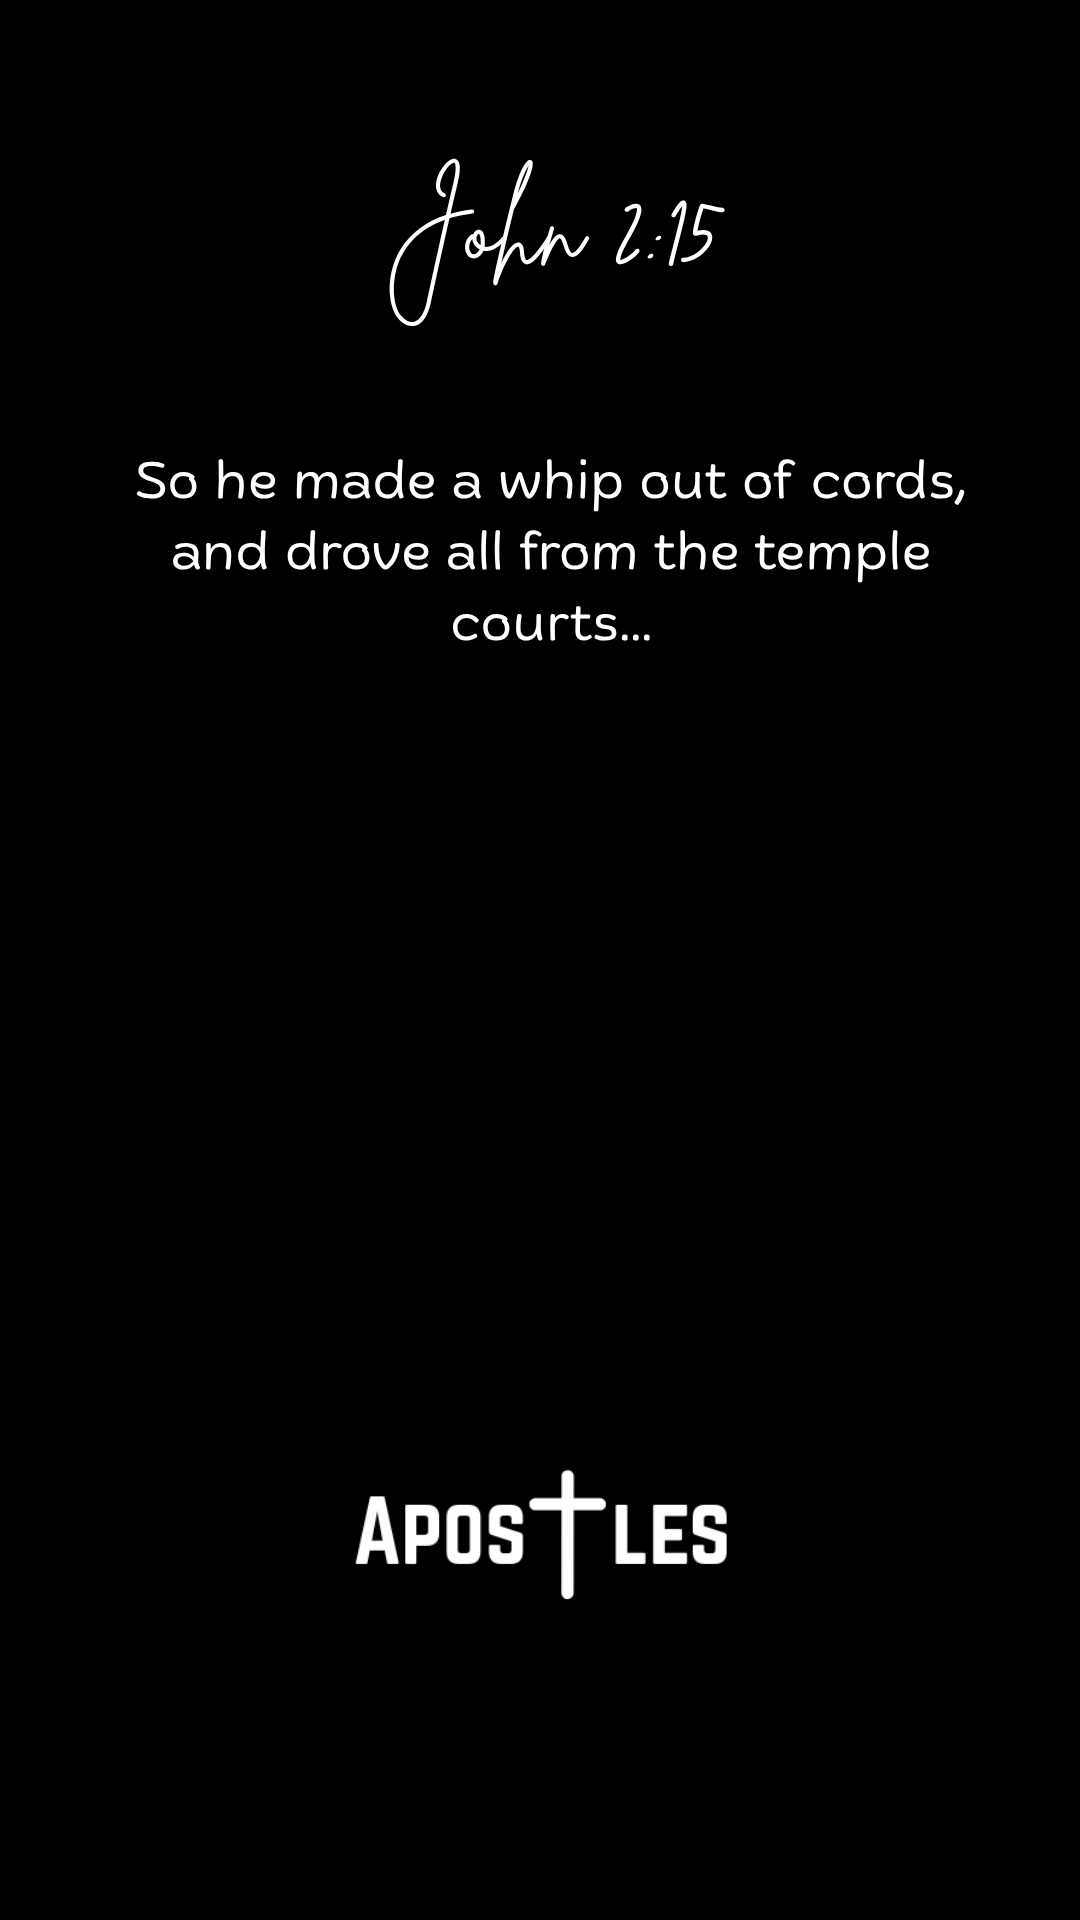 John 2:15
So he made a whip out of cords,
and drove all from the temple
courts...
APOSTLES